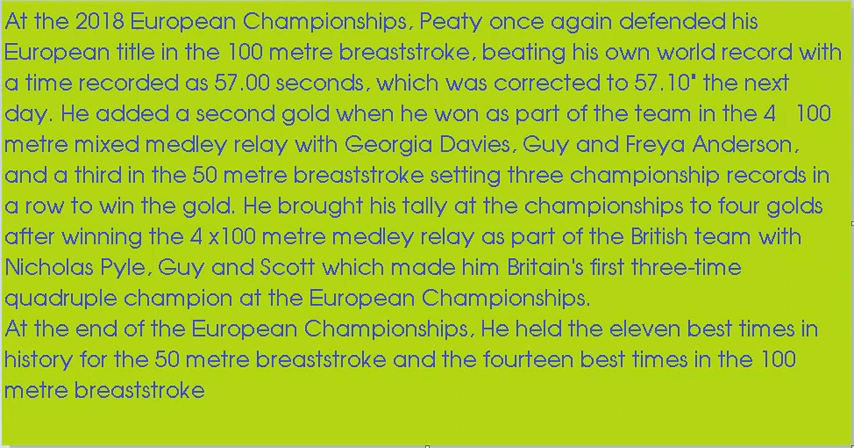 At the 2018 European Championships, Peaty once again defended his
European title in the 100 metre breaststroke, beating his own world record with
a time recorded as 57.00 seconds, which was corrected to 57.10" the next
day. He added a second gold when he won as part of the team in the 4 100
metre mixed medley relay with Georgia Davies, Guy and Freya Anderson,
and a third in the 50 metre breaststroke setting three championship records in
a row to win the gold. He brought his tally at the championships to four golds
after winning the 4 x100 metre medley relay as part of the British team with
Nicholas Pyle, Guy and Scott which made him Britain's first three-time
quadruple champion at the European Championships.
At the end of the European Championships, He held the eleven best times in
history for the 50 metre breaststroke and the fourteen best times in the 100
metre breaststroke